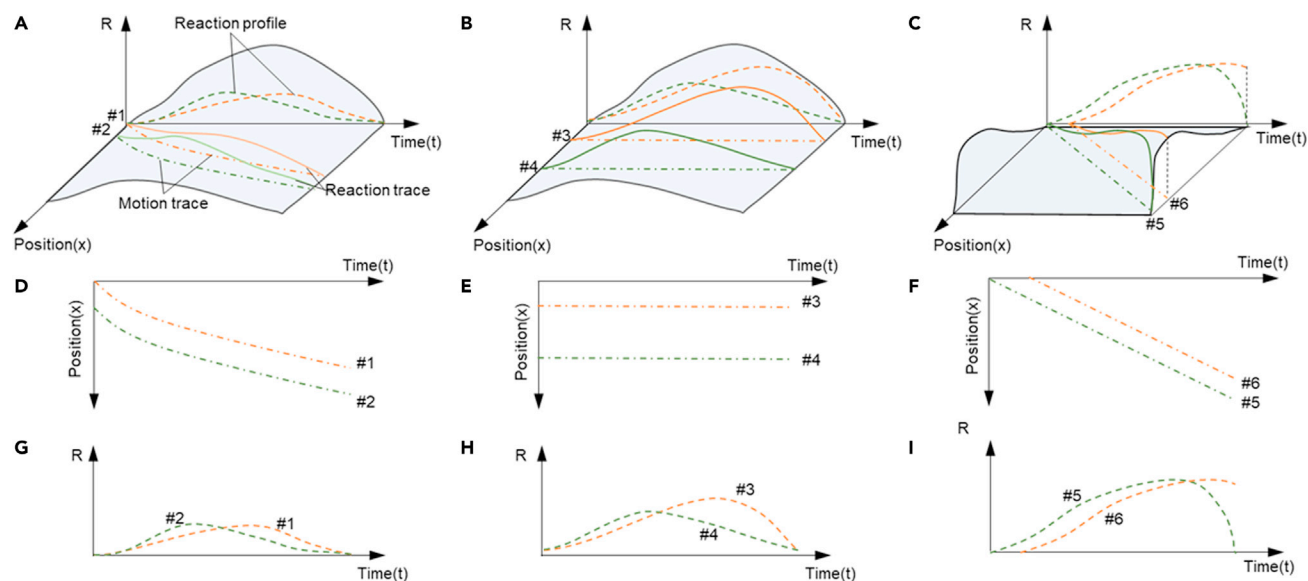 A
R
Reaction profile
#1
#2
Time(t)
Reaction trace
Motion trace
Position(x)
B
R
#3
#4
Time(t)
Position(x)
C
R
Time(t)
#6
#5
Position(x)
D
Time(t)
Position(x)
#1
#2
E
Time(t)
Position(x)
#3
#4
F
Time(t)
Position(x)
#6
#5
G
R
#2
#1
Time(t)
H
R
#3
#4
Time(t)
I
R
#5
#6
Time(t)